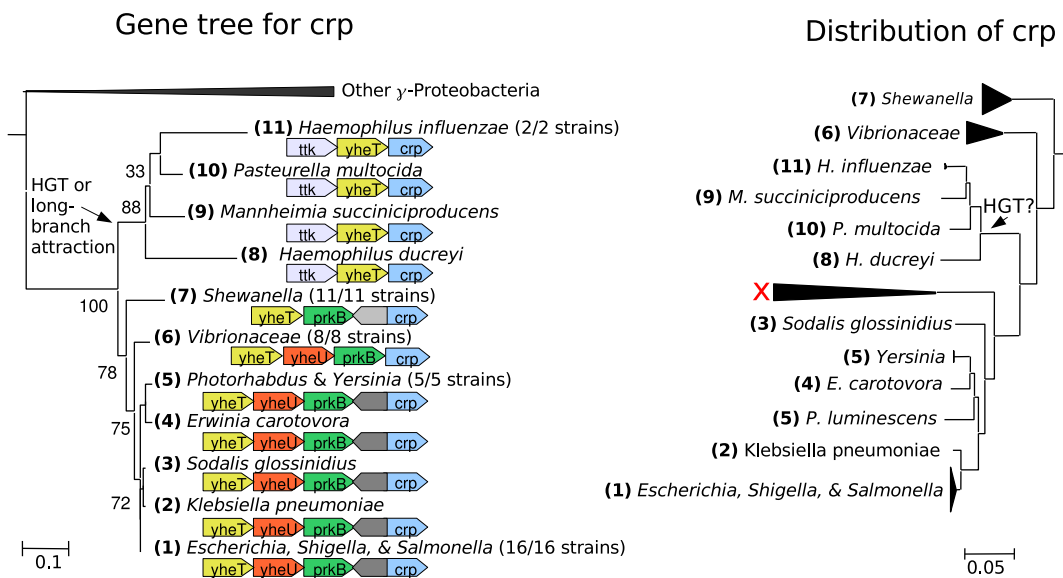 Gene tree for crp
Other γ-Proteobacteria
(11) Haemophilus influenzae (2/2 strains)
ttk yheT crp
33
(10) Pasteurella multocida
ttk yheT crp
HGT or
long-
branch
attraction
88
(9) Mannheimia succiniciproducens
ttk yheT crp
(8) Haemophilus ducreyi
ttk yheT crp
100
(7) Shewanella (11/11 strains)
yheT prkB crp
(6) Vibrionaceae (8/8 strains)
yheT yheU prkB crp
78
(5) Photorhabdus & Yersinia (5/5 strains)
yheT yheU prkB crp
75
(4) Erwinia carotovora
yheT yheU prkB crp
(3) Sodalis glossinidius
yheT yheU prkB crp
72
(2) Klebsiella pneumoniae
yheT yheU prkB crp
(1) Escherichia, Shigella, & Salmonella (16/16 strains)
yheT yheU prkB crp
0.1
Distribution of crp
(7) Shewanella
(6) Vibrionaceae
(11) H. influenzae
(9) M. succiniciproducens
HGT?
(10) P. multocida
(8) H. ducreyi
X
(3) Sodalis glossinidius
(5) Yersinia
(4) E. carotovora
(5) P. luminescens
(2) Klebsiella pneumoniae
(1) Escherichia, Shigella, & Salmonella
0.05